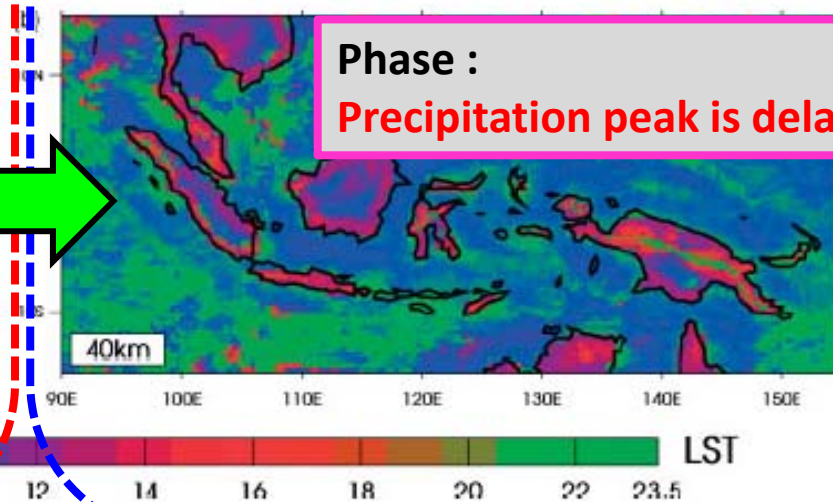 Phase :
Precipitation peak is dela
40km
90E 100E 110E 120E 130E 140E 150E
LST
12 14 16 18 20 22 23.5